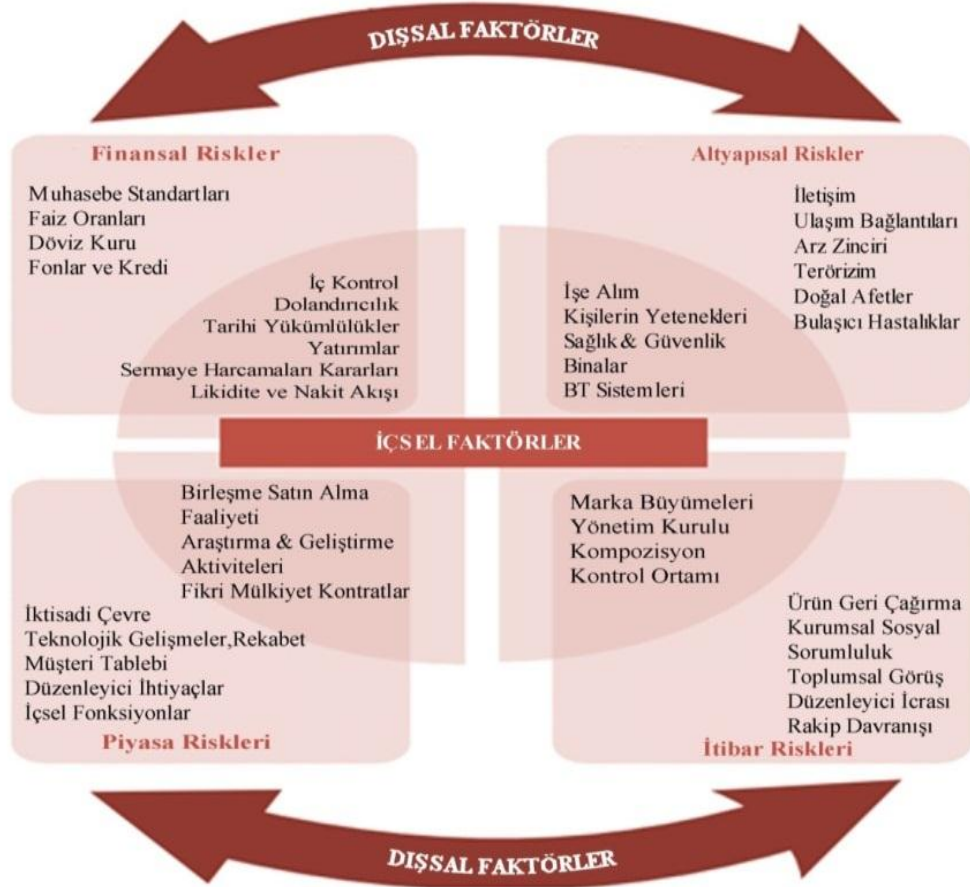 DIŞSAL FAKTÖRLER
Finansal Riskler
Muhasebe Standartları
Faiz Oranları
Döviz Kuru
Fonlar ve Kredi
İç Kontrol
Dolandırıcılık
Tarihi Yükümlülükler
Yatırımlar
Sermaye Harcamaları Kararları
Likidite ve Nakit Akışı
Altyapısal Riskler
İletişim
Ulaşım Bağlantıları
Arz Zinciri
Terörizim
Doğal Afetler
Bulaşıcı Hastalıklar
İşe Alım
Kişilerin Yetenekleri
Sağlık & Güvenlik
Binalar
BT Sistemleri
İÇSEL FAKTÖRLER
Birleşme Satın Alma
Faaliyeti
Araştırma & Geliştirme
Aktiviteleri
Fikri Mülkiyet Kontratlar
İktisadi Çevre
Teknolojik Gelişmeler,Rekabet
Müşteri Tablebi
Düzenleyici İhtiyaçlar
İçsel Fonksiyonlar
Piyasa Riskleri
Marka Büyümeleri
Yönetim Kurulu
Kompozisyon
Kontrol Ortamı
Ürün Geri Çağırma
Kurumsal Sosyal
Sorumluluk
Toplumsal Görüş
Düzenleyici İcrası
Rakip Davranışı
İtibar Riskleri
DIŞSAL FAKTÖRLER